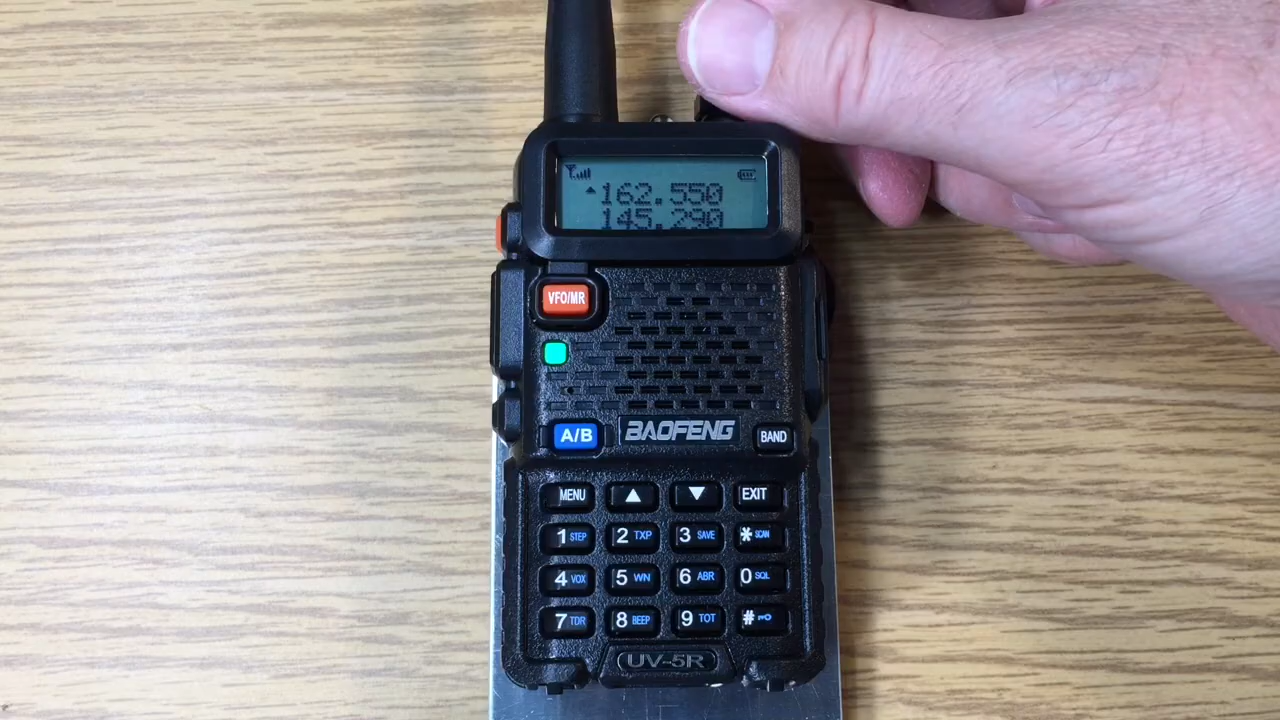 162.550
145.290
VFO/MR
A/B BAOFENG BAND
MENU ▲ ▼ EXIT
1 STEP 2 TXP 3 SAVE * SCAN
4 VOX 5 WN 6 ABR 0 SQL
7 TDR 8 BEEP 9 TOT #
UV-5R